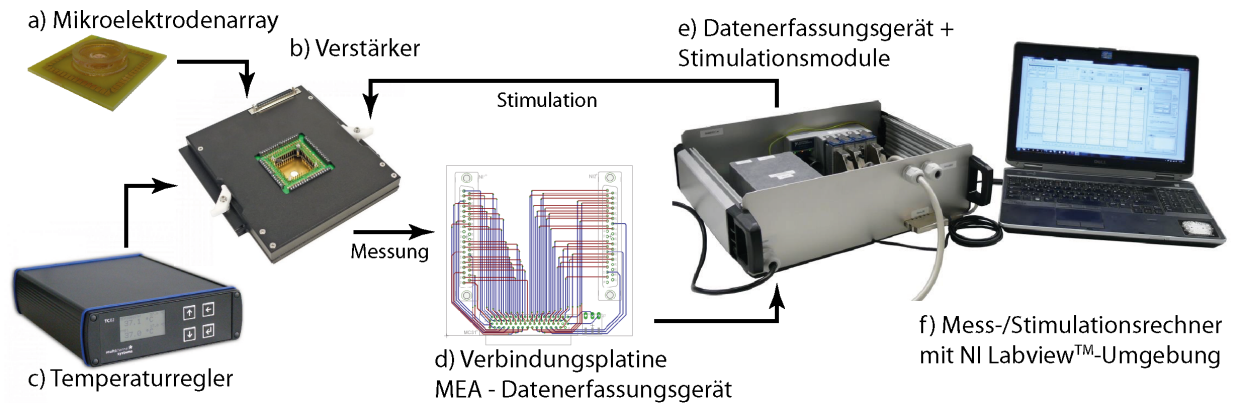 a) Mikroelektrodenarray
b) Verstärker
e) Datenerfassungsgerät +
Stimulationsmodule
Stimulation
Messung
c) Temperaturregler
d) Verbindungsplatine
MEA - Datenerfassungsgerät
f) Mess-/Stimulationsrechner
mit NI Labview™-Umgebung